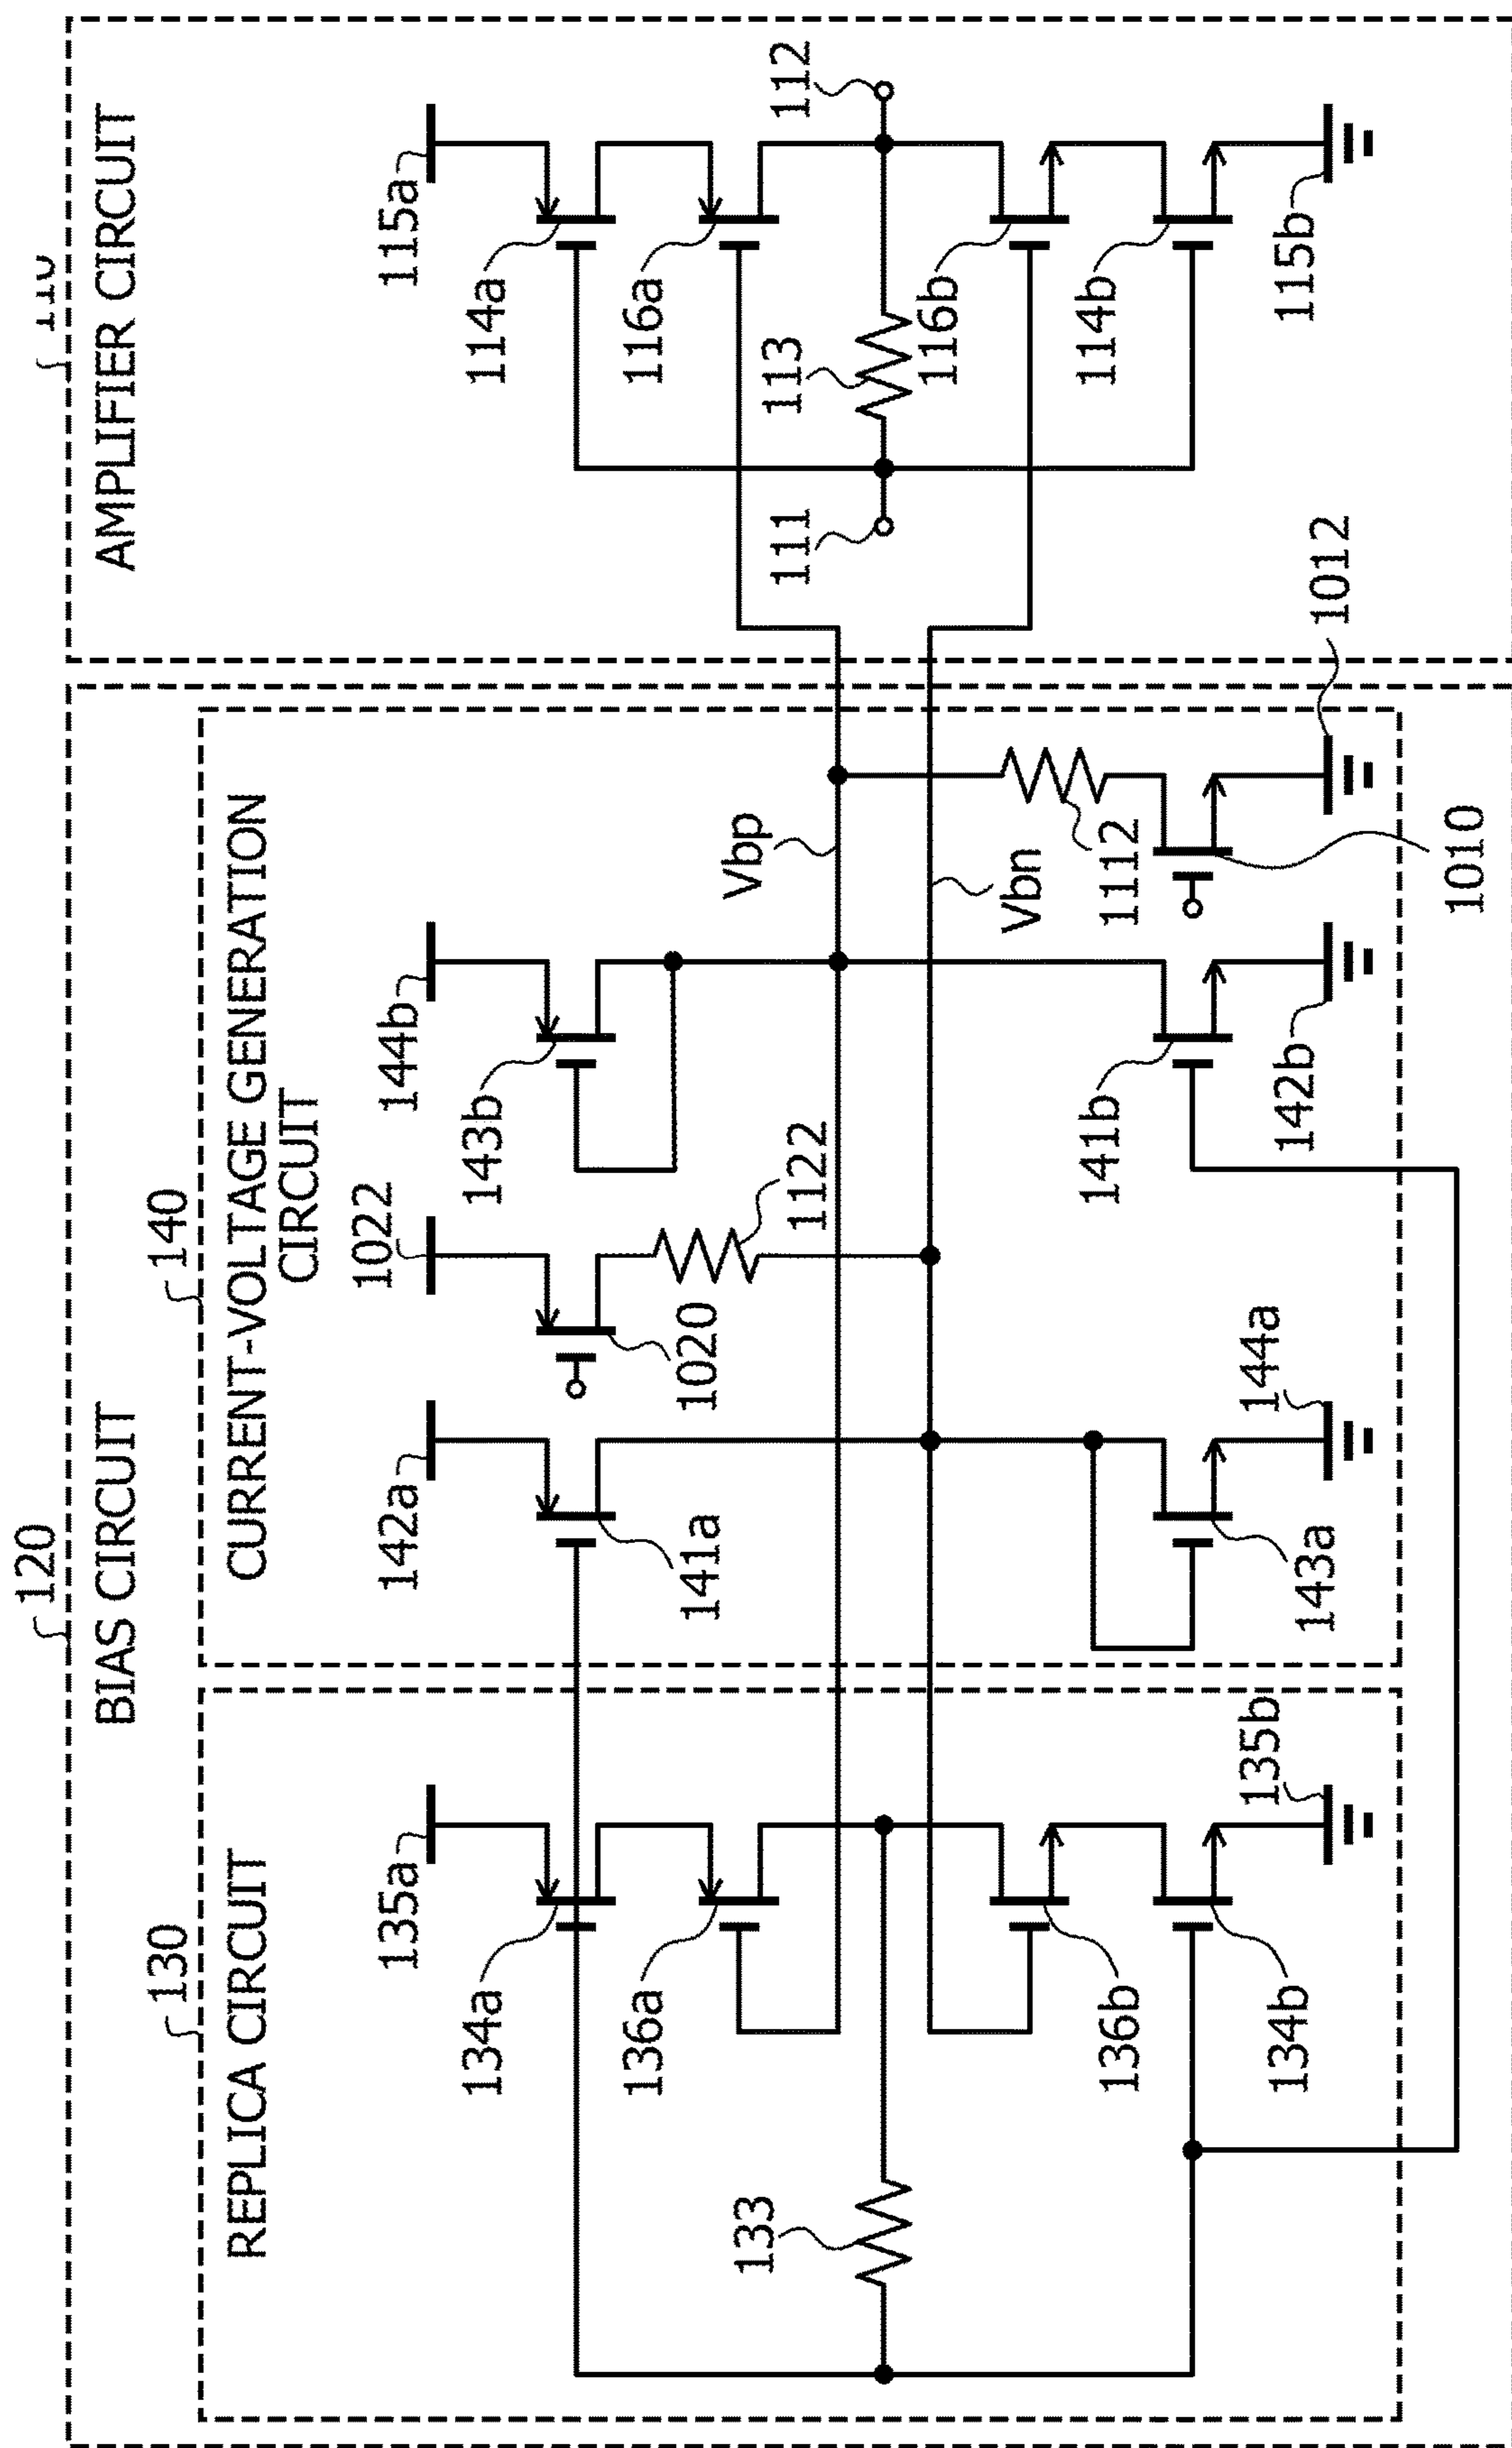 120
BIAS CIRCUIT
130
REPLICA CIRCUIT
135a
134a
136a
133
136b
134b
135b
140
CURRENT-VOLTAGE GENERATION
CIRCUIT
142a
141a
1022
1020
1122
144b
143b
143a
144a
141b
142b
Vbp
Vbn
1112
1010
1012
AMPLIFIER CIRCUIT
115a
114a
116a
111
113
112
116b
114b
115b